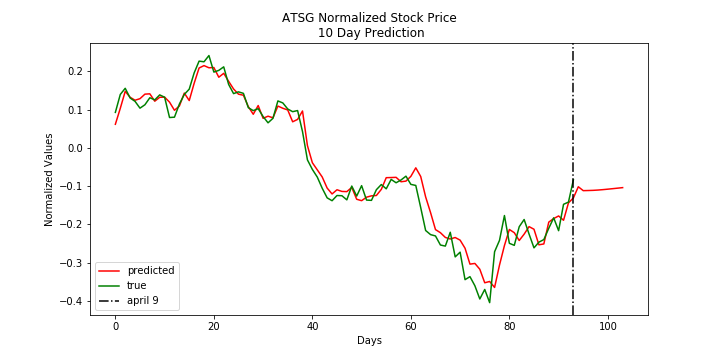 ATSG Normalized Stock Price
10 Day Prediction
Normalized Values
0.2
0.1
0.0
−0.1
−0.2
−0.3
−0.4
predicted
true
april 9
0 20 40 60 80 100
Days